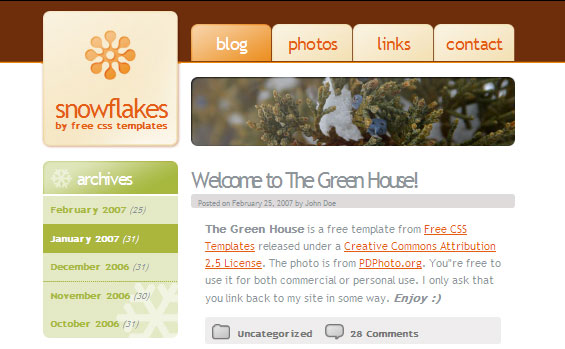 blog
photos
links
contact
snowflakes
by free css templates
archives
February 2007 (25)
January 2007 (31)
December 2006 (31)
November 2006 (30)
October 2006 (31)
Welcome to The Green House!
Posted on February 25, 2007 by John Doe
The Green House is a free template from Free CSS
Templates released under a Creative Commons Attribution
2.5 License. The photo is from PDPhoto.org. You"re free to
use it for both commercial or personal use. I only ask that
you link back to my site in some way. Enjoy :)
Uncategorized
28 Comments